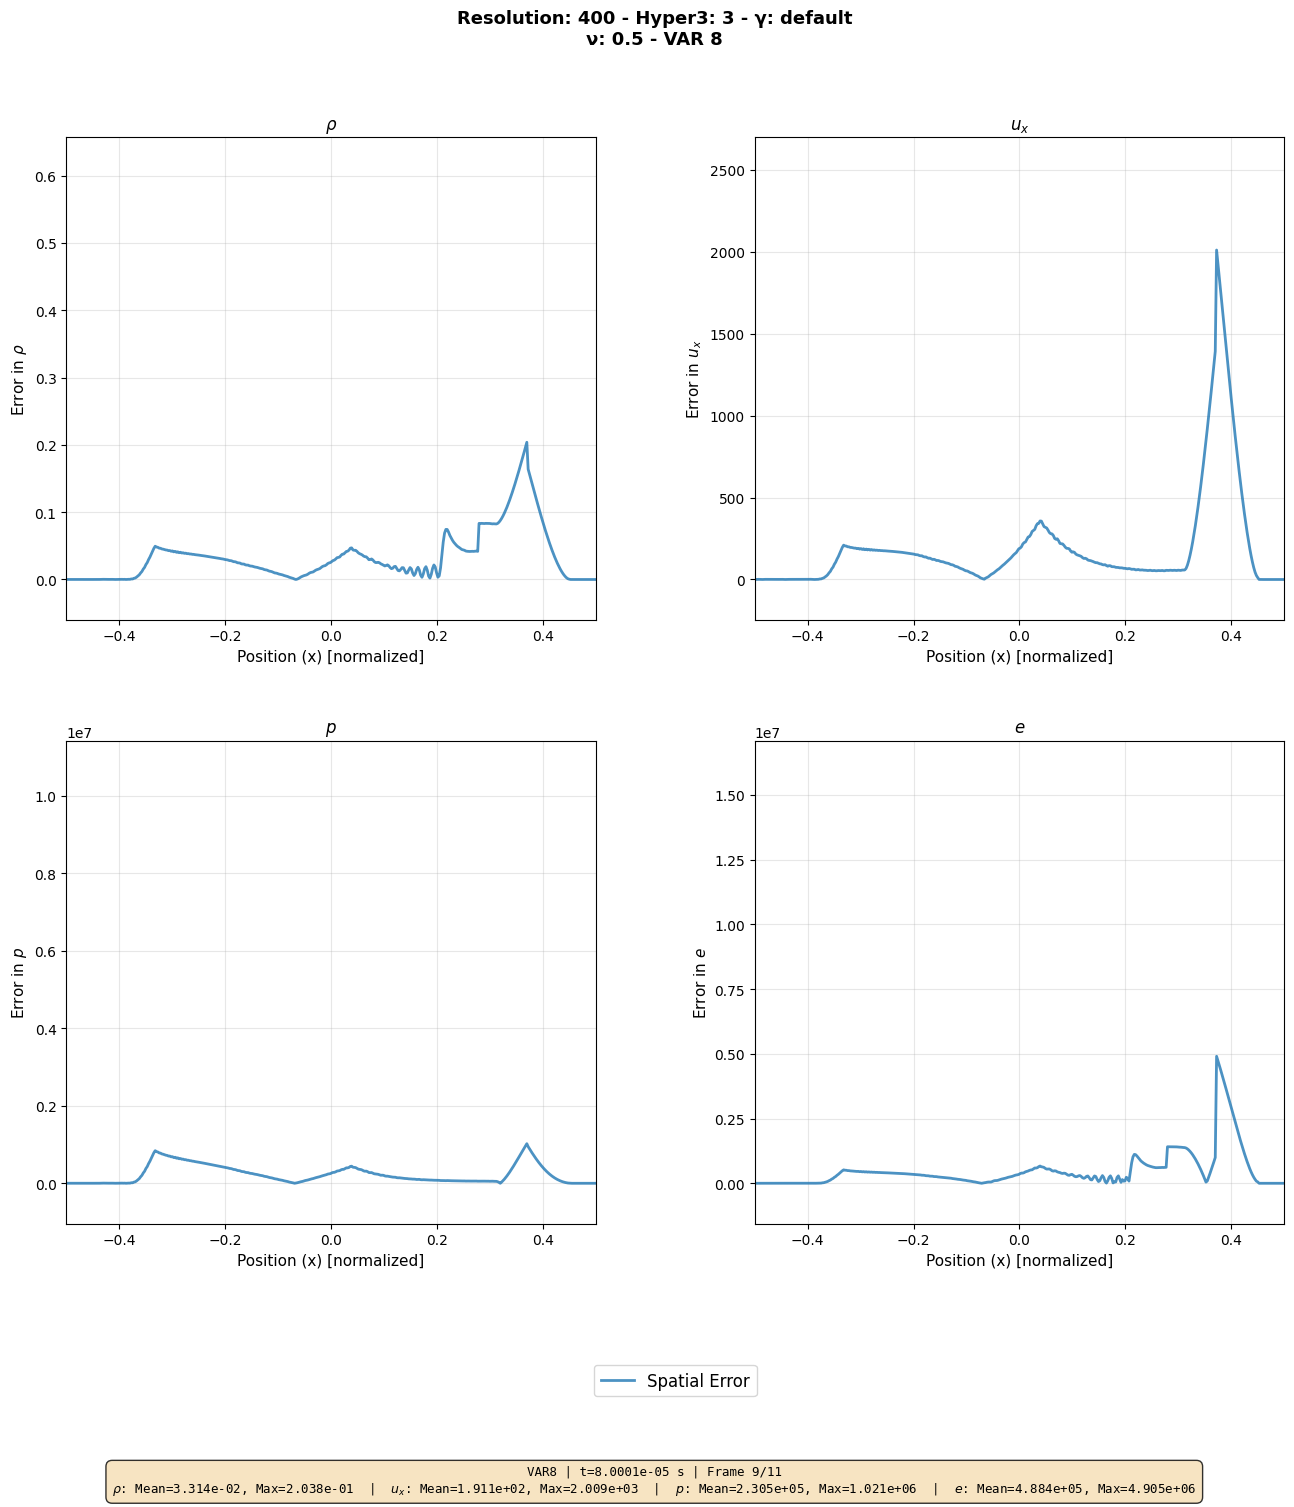 Resolution: 400 - Hyper3: 3 - γ: default
ν: 0.5 - VAR 8
ρ
Error in ρ
0.6
0.5
0.4
0.3
0.2
0.1
0.0
−0.4 −0.2 0.0 0.2 0.4
Position (x) [normalized]
u_x
Error in u_x
2500
2000
1500
1000
500
0
−0.4 −0.2 0.0 0.2 0.4
Position (x) [normalized]
p
1e7
Error in p
1.0
0.8
0.6
0.4
0.2
0.0
−0.4 −0.2 0.0 0.2 0.4
Position (x) [normalized]
e
1e7
Error in e
1.50
1.25
1.00
0.75
0.50
0.25
0.00
−0.4 −0.2 0.0 0.2 0.4
Position (x) [normalized]
Spatial Error
VAR8 | t=8.0001e-05 s | Frame 9/11
ρ: Mean=3.314e-02, Max=2.038e-01 | u_x: Mean=1.911e+02, Max=2.009e+03 | p: Mean=2.305e+05, Max=1.021e+06 | e: Mean=4.884e+05, Max=4.905e+06